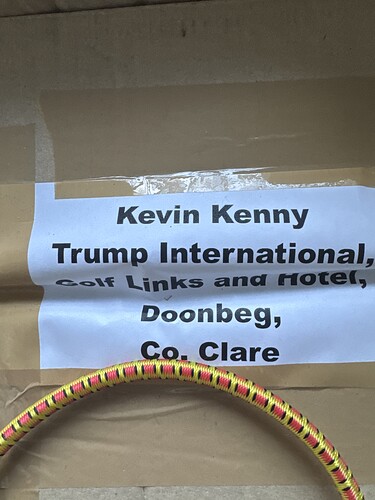 Kevin Kenny
Trump International,
Golf Links and Hotel,
Doonbeg,
Co. Clare